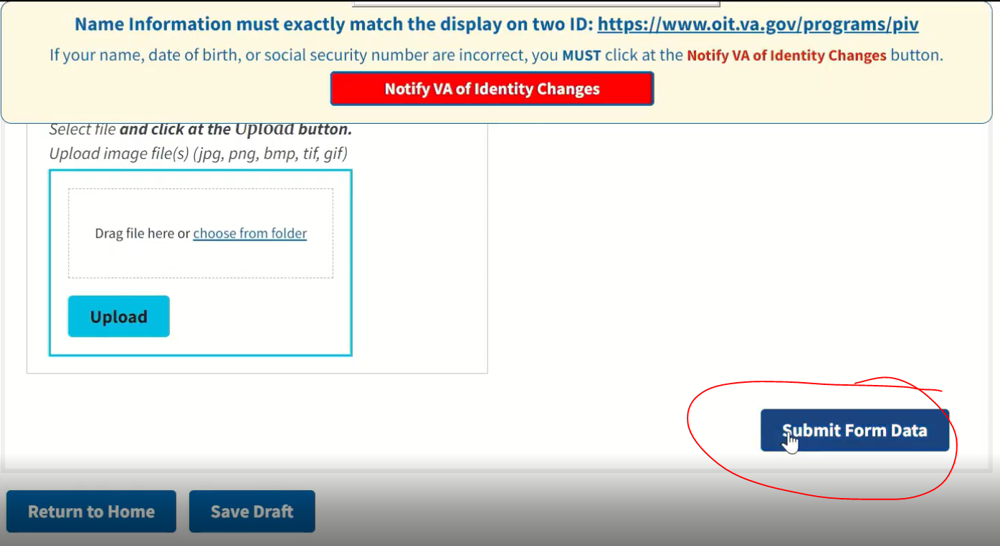 Name Information must exactly match the display on two ID: https://www.oit.va.gov/programs/piv
If your name, date of birth, or social security number are incorrect, you MUST click at the Notify VA of Identity Changes button.
Notify VA of Identity Changes
Select file and click at the Upload button.
Upload image file(s) (jpg, png, bmp, tif, gif)
Drag file here or choose from folder
Upload
Submit Form Data
Return to Home
Save Draft